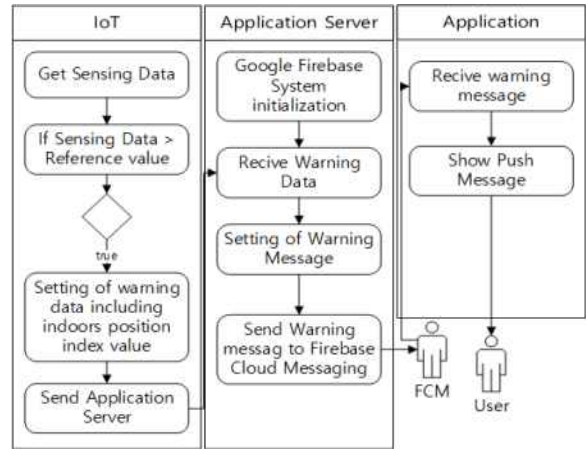 IoT
Get Sensing Data
If Sensing Data >
Reference value
true
Setting of warning
data including
indoors position
index value
Send Application
Server
Application Server
Google Firebase
System
initialization
Recive Warning
Data
Setting of Warning
Message
Send Warning
messag to Firebase
Cloud Messaging
Application
Recive warning
message
Show Push
Message
FCM
User